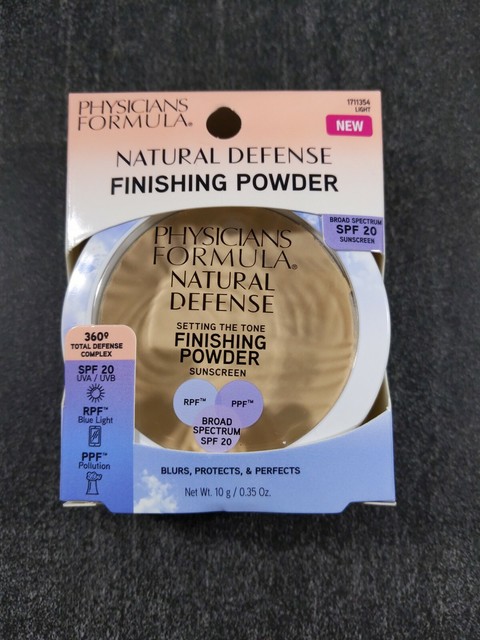 PHYSICIANS
FORMULA®
1711354
LIGHT
NEW
NATURAL DEFENSE
FINISHING POWDER
BROAD SPECTRUM
SPF 20
SUNSCREEN
PHYSICIANS
FORMULA®
NATURAL
DEFENSE
SETTING THE TONE
FINISHING
POWDER
SUNSCREEN
RPF™ PPF™
BROAD
SPECTRUM
SPF 20
360º
TOTAL DEFENSE
COMPLEX
SPF 20
UVA / UVB
RPF™
Blue Light
PPF™
Pollution
BLURS, PROTECTS, & PERFECTS
Net Wt. 10 g / 0.35 Oz.